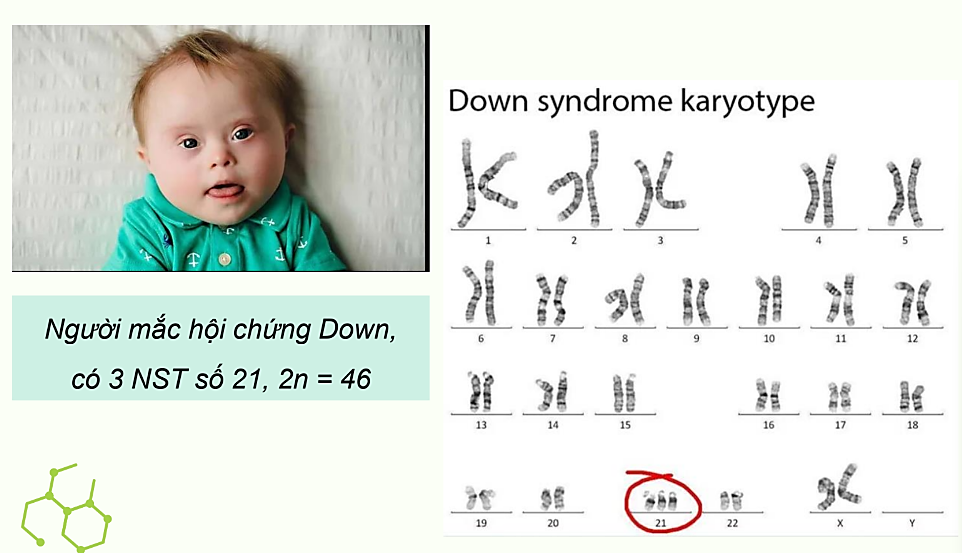 Down syndrome karyotype
1 2 3 4 5
6 7 8 9 10 11 12
13 14 15 16 17 18
19 20 21 22 X Y
Người mắc hội chứng Down,
có 3 NST số 21, 2n = 46